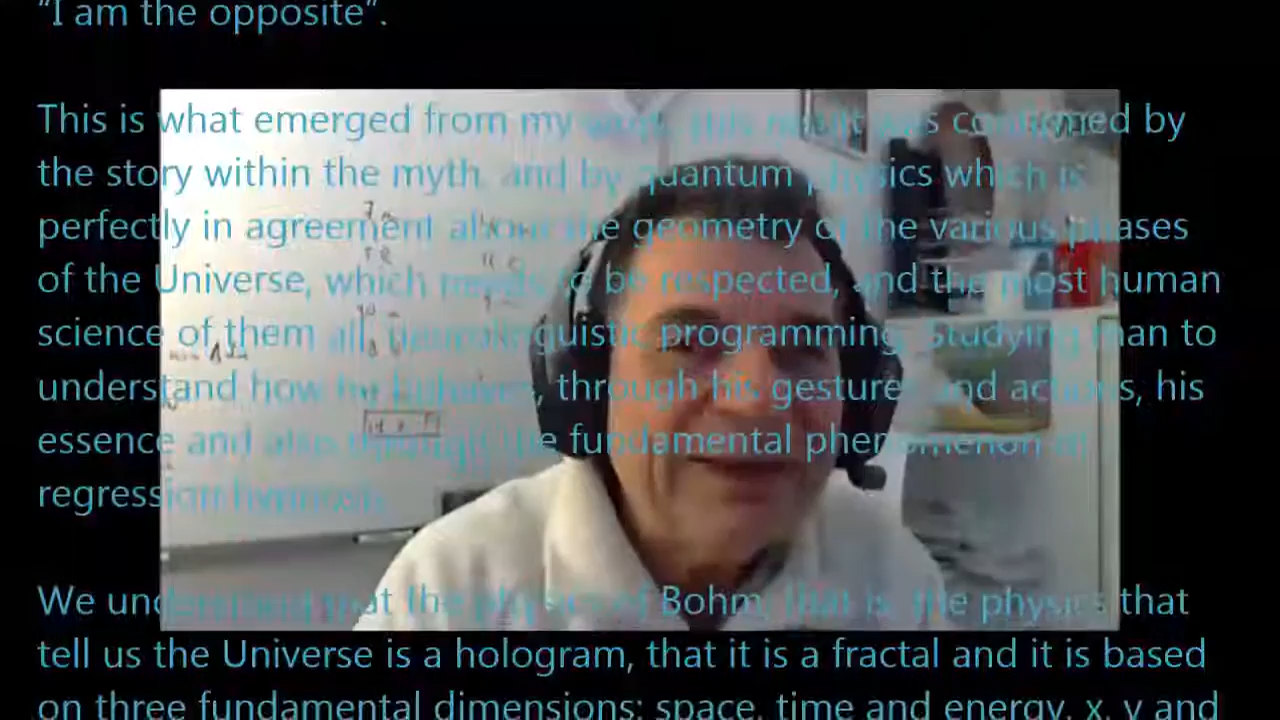 “I am the opposite”.
This is what emerged from my work, this result was confirmed by
the story within the myth, and by quantum physics which is
perfectly in agreement about the geometry of the various phases
of the Universe, which needs to be respected, and the most human
science of them all, neurolinguistic programming. Studying man to
understand how he behaves, through his gestures and actions, his
essence and also through the fundamental phenomenon of
regression hypnosis.
We understand that the physics of Bohm, that is, the physics that
tell us the Universe is a hologram, that it is a fractal and it is based
on three fundamental dimensions: space, time and energy, x, y and